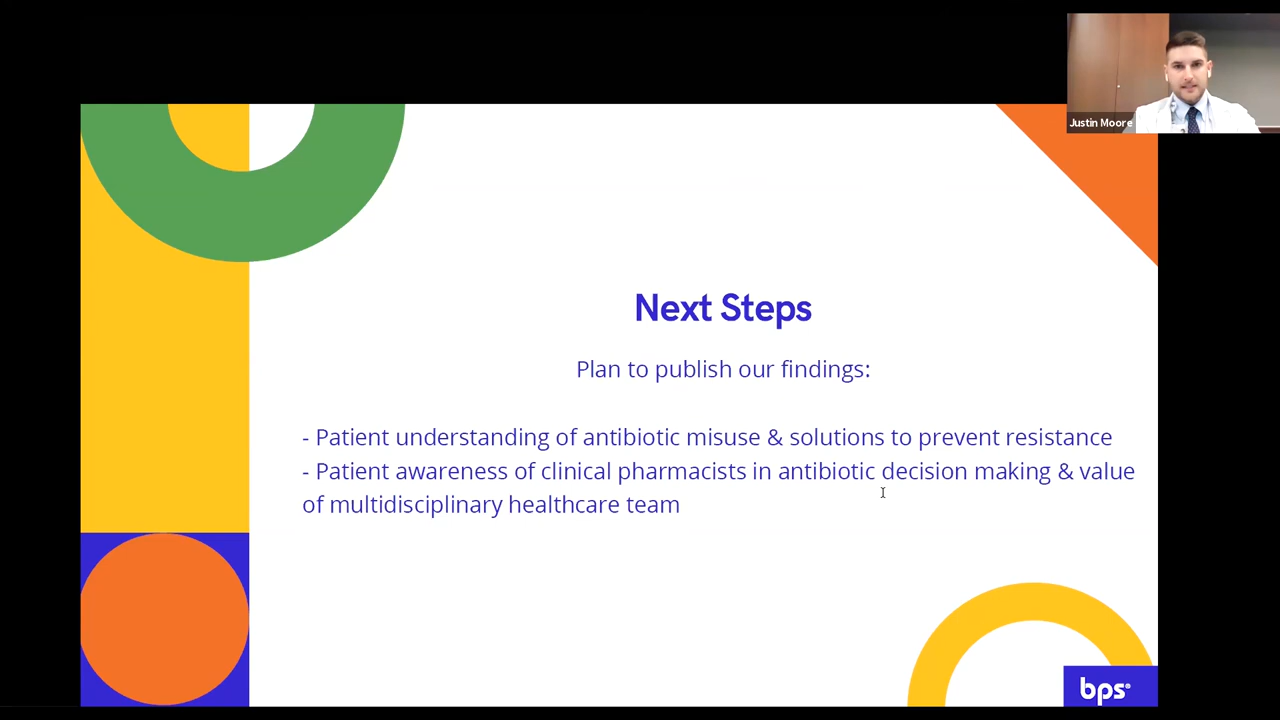 Justin Moore
Next Steps
Plan to publish our findings:
- Patient understanding of antibiotic misuse & solutions to prevent resistance
- Patient awareness of clinical pharmacists in antibiotic decision making & value
of multidisciplinary healthcare team
bps®